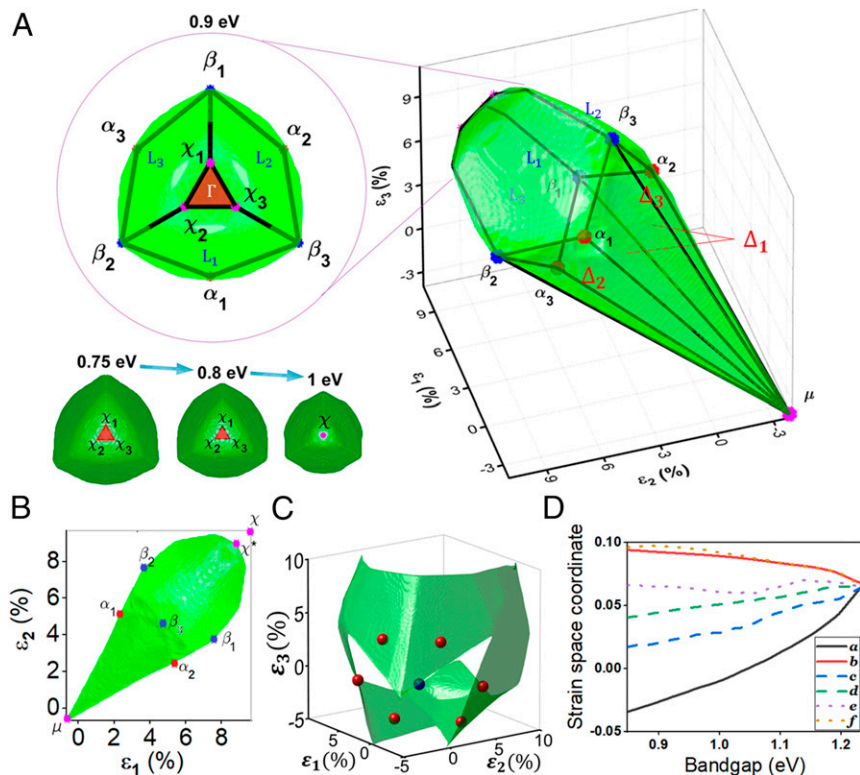 A
0.9 eV
β1
α3
α2
L3
L2
χ1
Γ
χ2
χ3
β2
β3
L1
α1
0.75 eV
0.8 eV
1 eV
χ1
χ2
χ3
χ1
χ2
χ3
χ
ε3 (%)
9
6
3
0
-3
L2
β3
α2
L1
β
L3
Δ3
α1
Δ1
β2
α3
Δ2
μ
ε1 (%)
9
6
3
0
-3
ε2 (%)
9
6
3
0
-3
B
χ
χ*
β2
α1
β
β1
α2
μ
ε2 (%)
8
6
4
2
0
0
2
4
6
8
ε1 (%)
C
ε3(%)
10
5
0
-5
5
0
-5
ε1(%)
0
5
10
ε2(%)
D
Strain space coordinate
0.10
0.05
0.00
-0.05
0.9
1.0
1.1
1.2
Bandgap (eV)
a
b
c
d
e
f